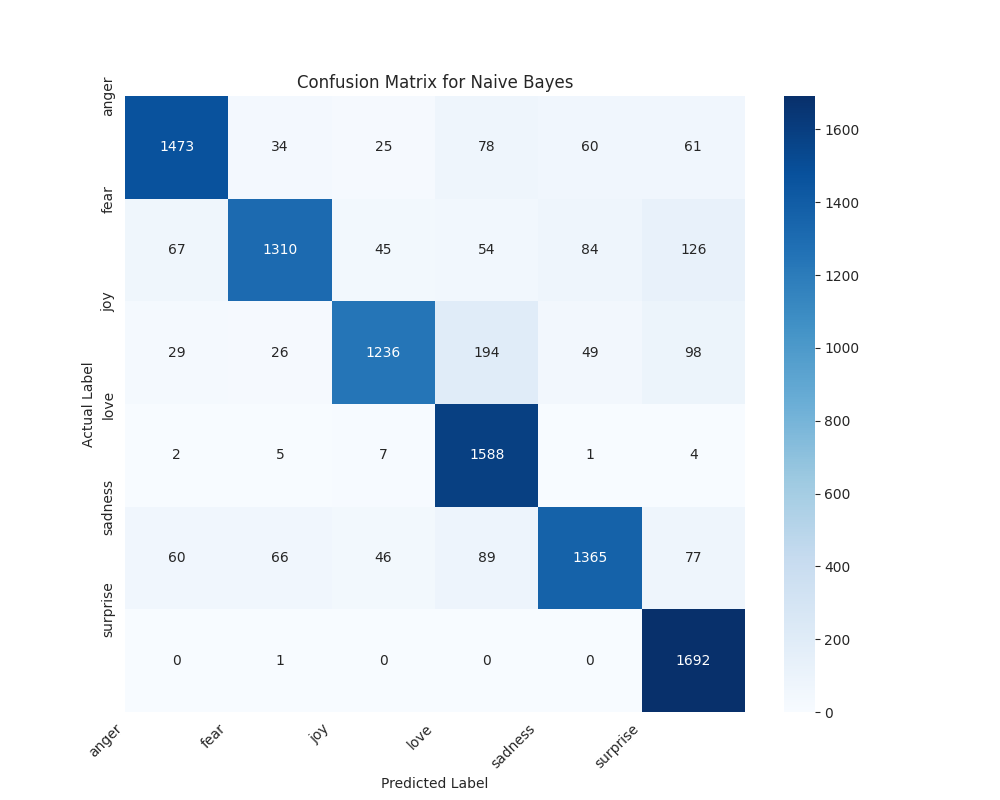 Confusion Matrix for Naive Bayes
anger
1473 34 25 78 60 61
fear
67 1310 45 54 84 126
joy
29 26 1236 194 49 98
love
2 5 7 1588 1 4
sadness
60 66 46 89 1365 77
surprise
0 1 0 0 0 1692
Actual Label
anger fear joy love sadness surprise
Predicted Label
1600
1400
1200
1000
800
600
400
200
0